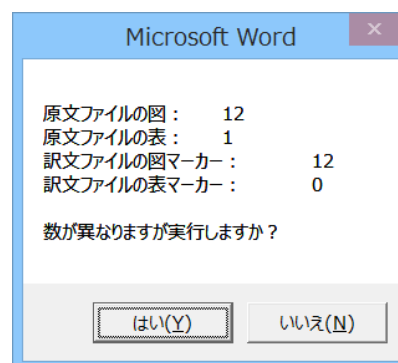 Microsoft Word
原文ファイルの図： 12
原文ファイルの表： 1
訳文ファイルの図マーカー： 12
訳文ファイルの表マーカー： 0
数が異なりますが実行しますか？
はい(Y) いいえ(N)